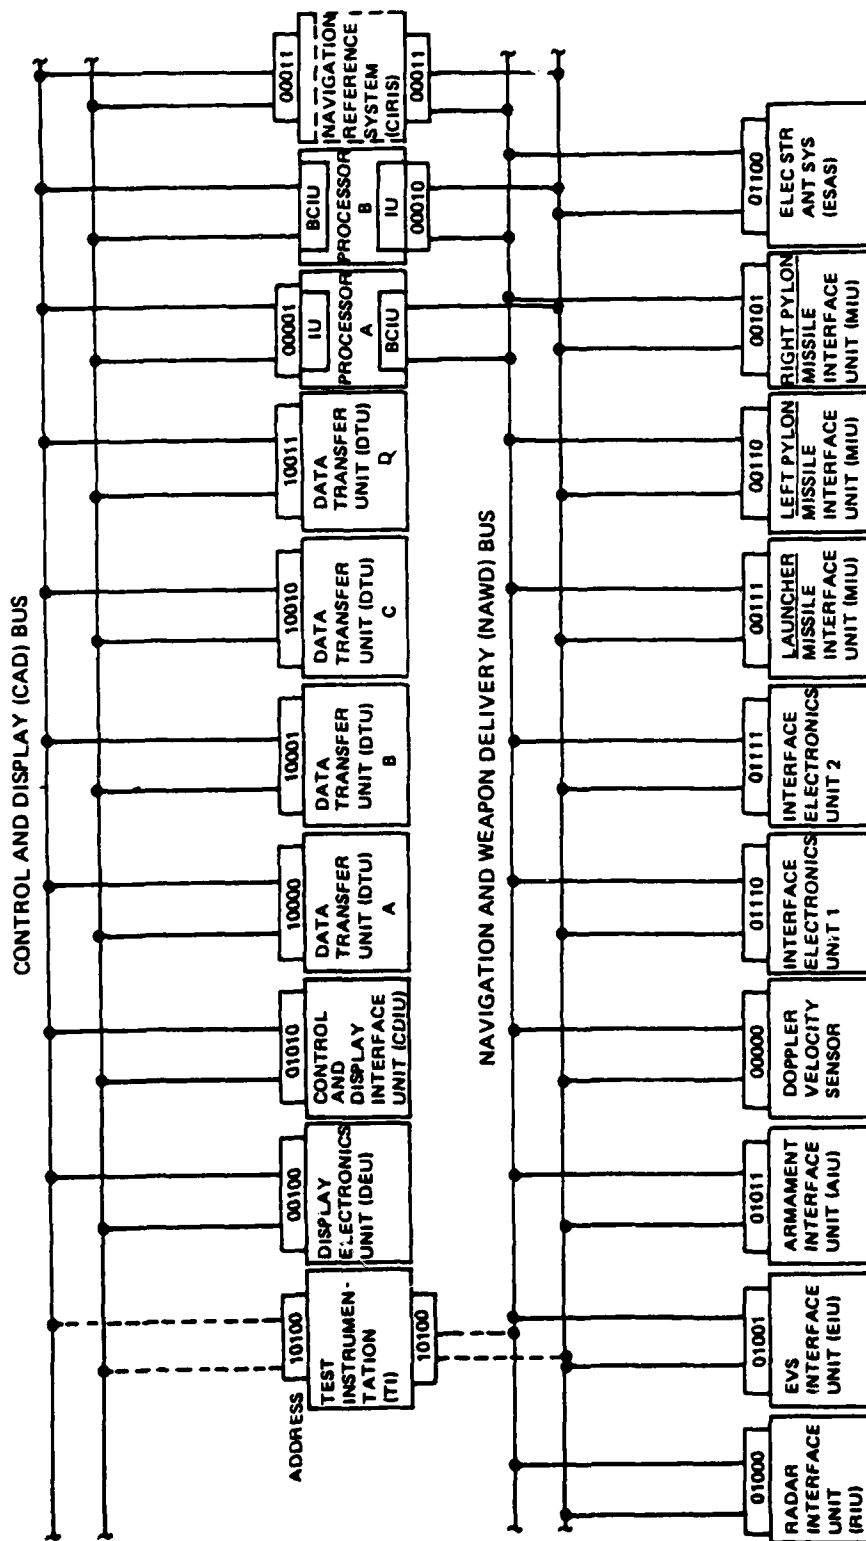 CONTROL AND DISPLAY (CAD) BUS
ADDRESS
10100
TEST
INSTRUMEN-
TATION
(TI)
10100
00100
DISPLAY
ELECTRONICS
UNIT (DEU)
01010
CONTROL
AND
DISPLAY
INTERFACE
UNIT (CDIU)
10000
DATA
TRANSFER
UNIT (DTU)
A
10001
DATA
TRANSFER
UNIT (DTU)
B
10010
DATA
TRANSFER
UNIT (DTU)
C
10011
DATA
TRANSFER
UNIT (DTU)
D
00001
IU
PROCESSOR
A
BCIU
BCIU
PROCESSOR
B
IU
00010
00011
NAVIGATION
REFERENCE
SYSTEM
(CIRIS)
00011
NAVIGATION AND WEAPON DELIVERY (NAWD) BUS
01000
RADAR
INTERFACE
UNIT
(RIU)
01001
EVS
INTERFACE
UNIT (EIU)
01011
ARMAMENT
INTERFACE
UNIT (AIU)
00000
DOPPLER
VELOCITY
SENSOR
01110
INTERFACE
ELECTRONICS
UNIT 1
01111
INTERFACE
ELECTRONICS
UNIT 2
00111
LAUNCHER
MISSILE
INTERFACE
UNIT (MIU)
00110
LEFT PYLON
MISSILE
INTERFACE
UNIT (MIU)
00101
RIGHT PYLON
MISSILE
INTERFACE
UNIT (MIU)
01100
ELEC STR
ANT SYS
(ESAS)